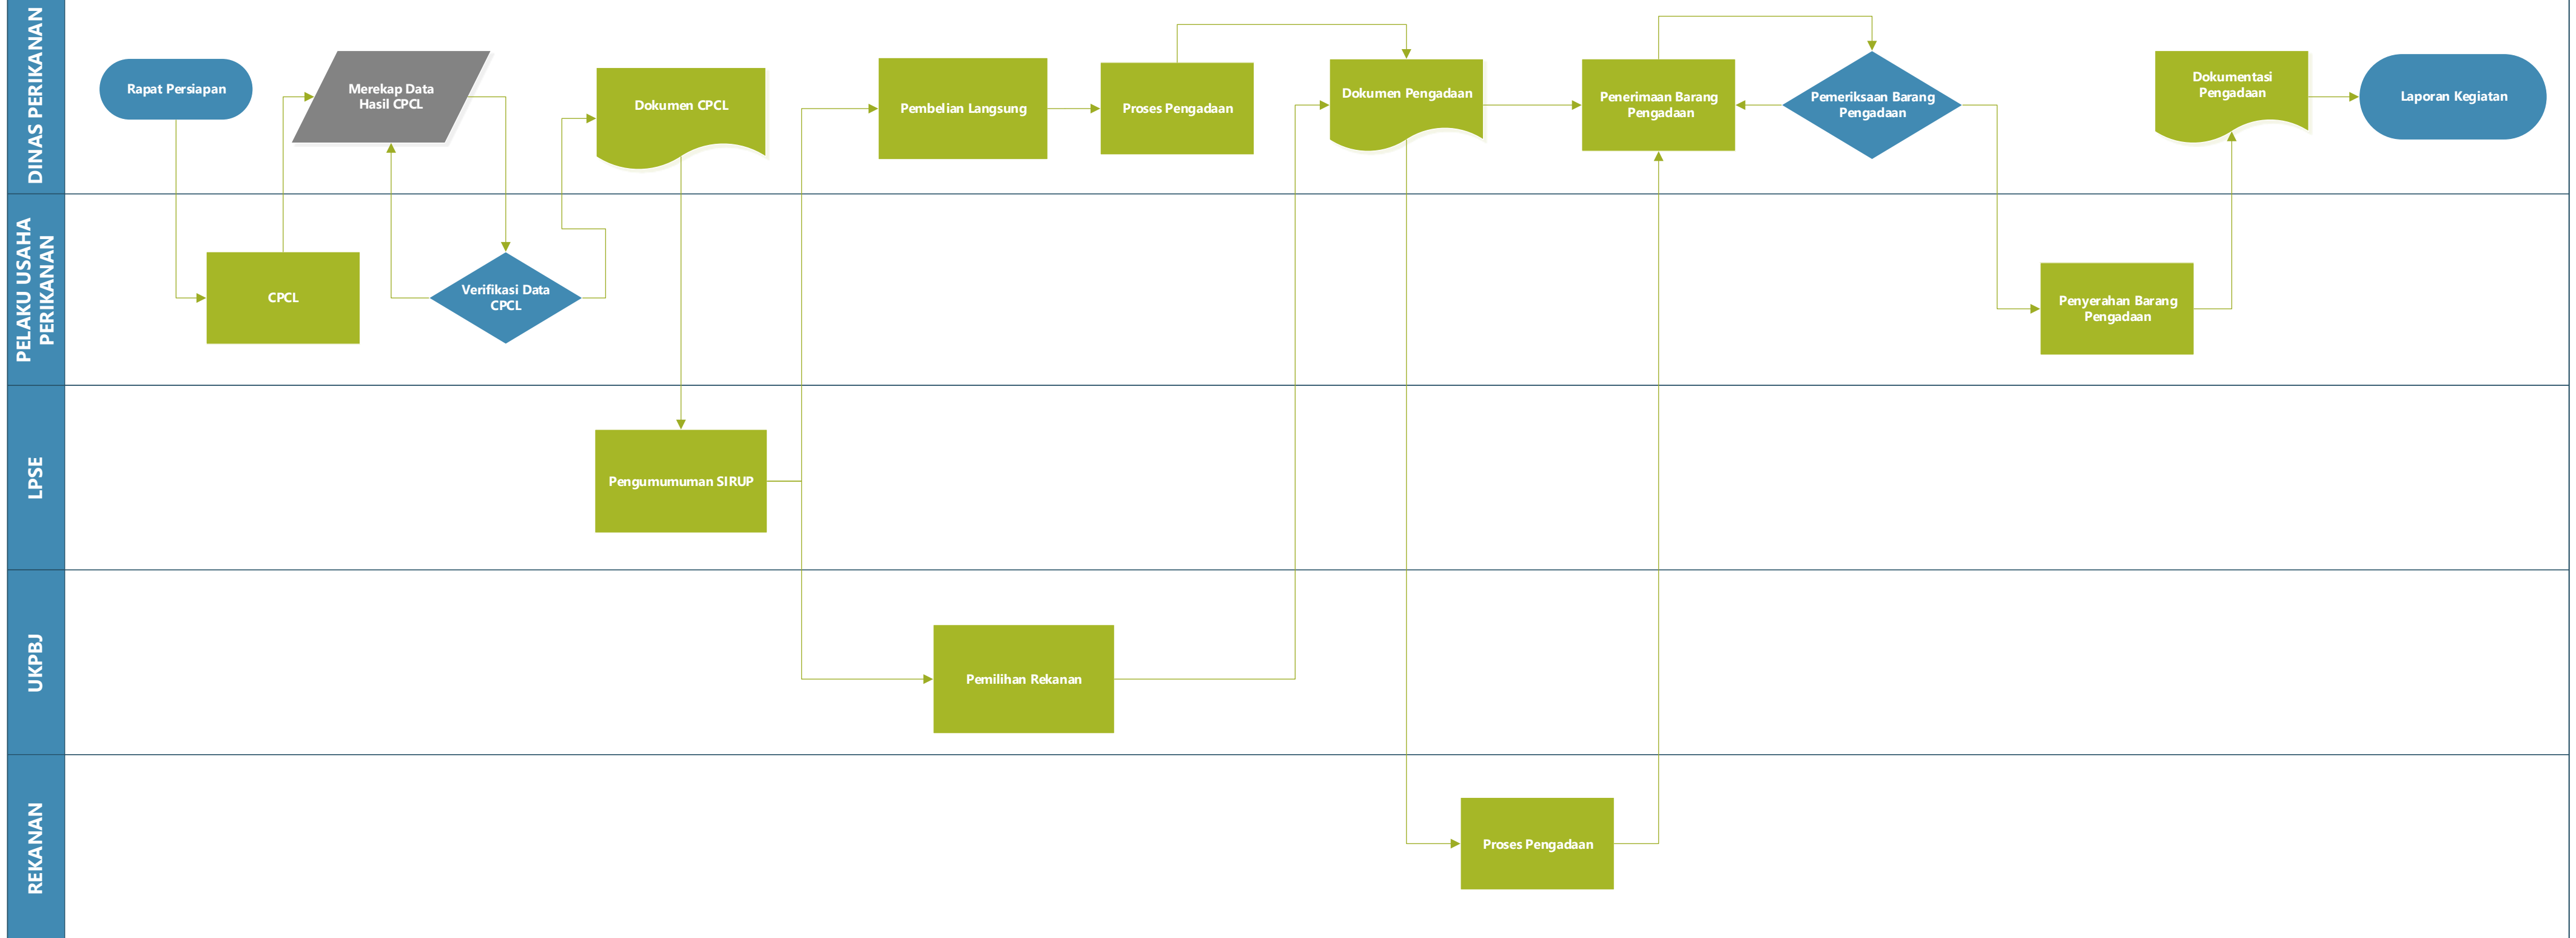 DINAS PERIKANAN
Rapat Persiapan
Merekap Data
Hasil CPCL
Dokumen CPCL
Pembelian Langsung
Proses Pengadaan
Dokumen Pengadaan
Penerimaan Barang
Pengadaan
Pemeriksaan Barang
Pengadaan
Dokumentasi
Pengadaan
Laporan Kegiatan
PELAKU USAHA
PERIKANAN
CPCL
Verifikasi Data
CPCL
Penyerahan Barang
Pengadaan
LPSE
Pengumumuman SIRUP
UKPBJ
Pemilihan Rekanan
REKANAN
Proses Pengadaan